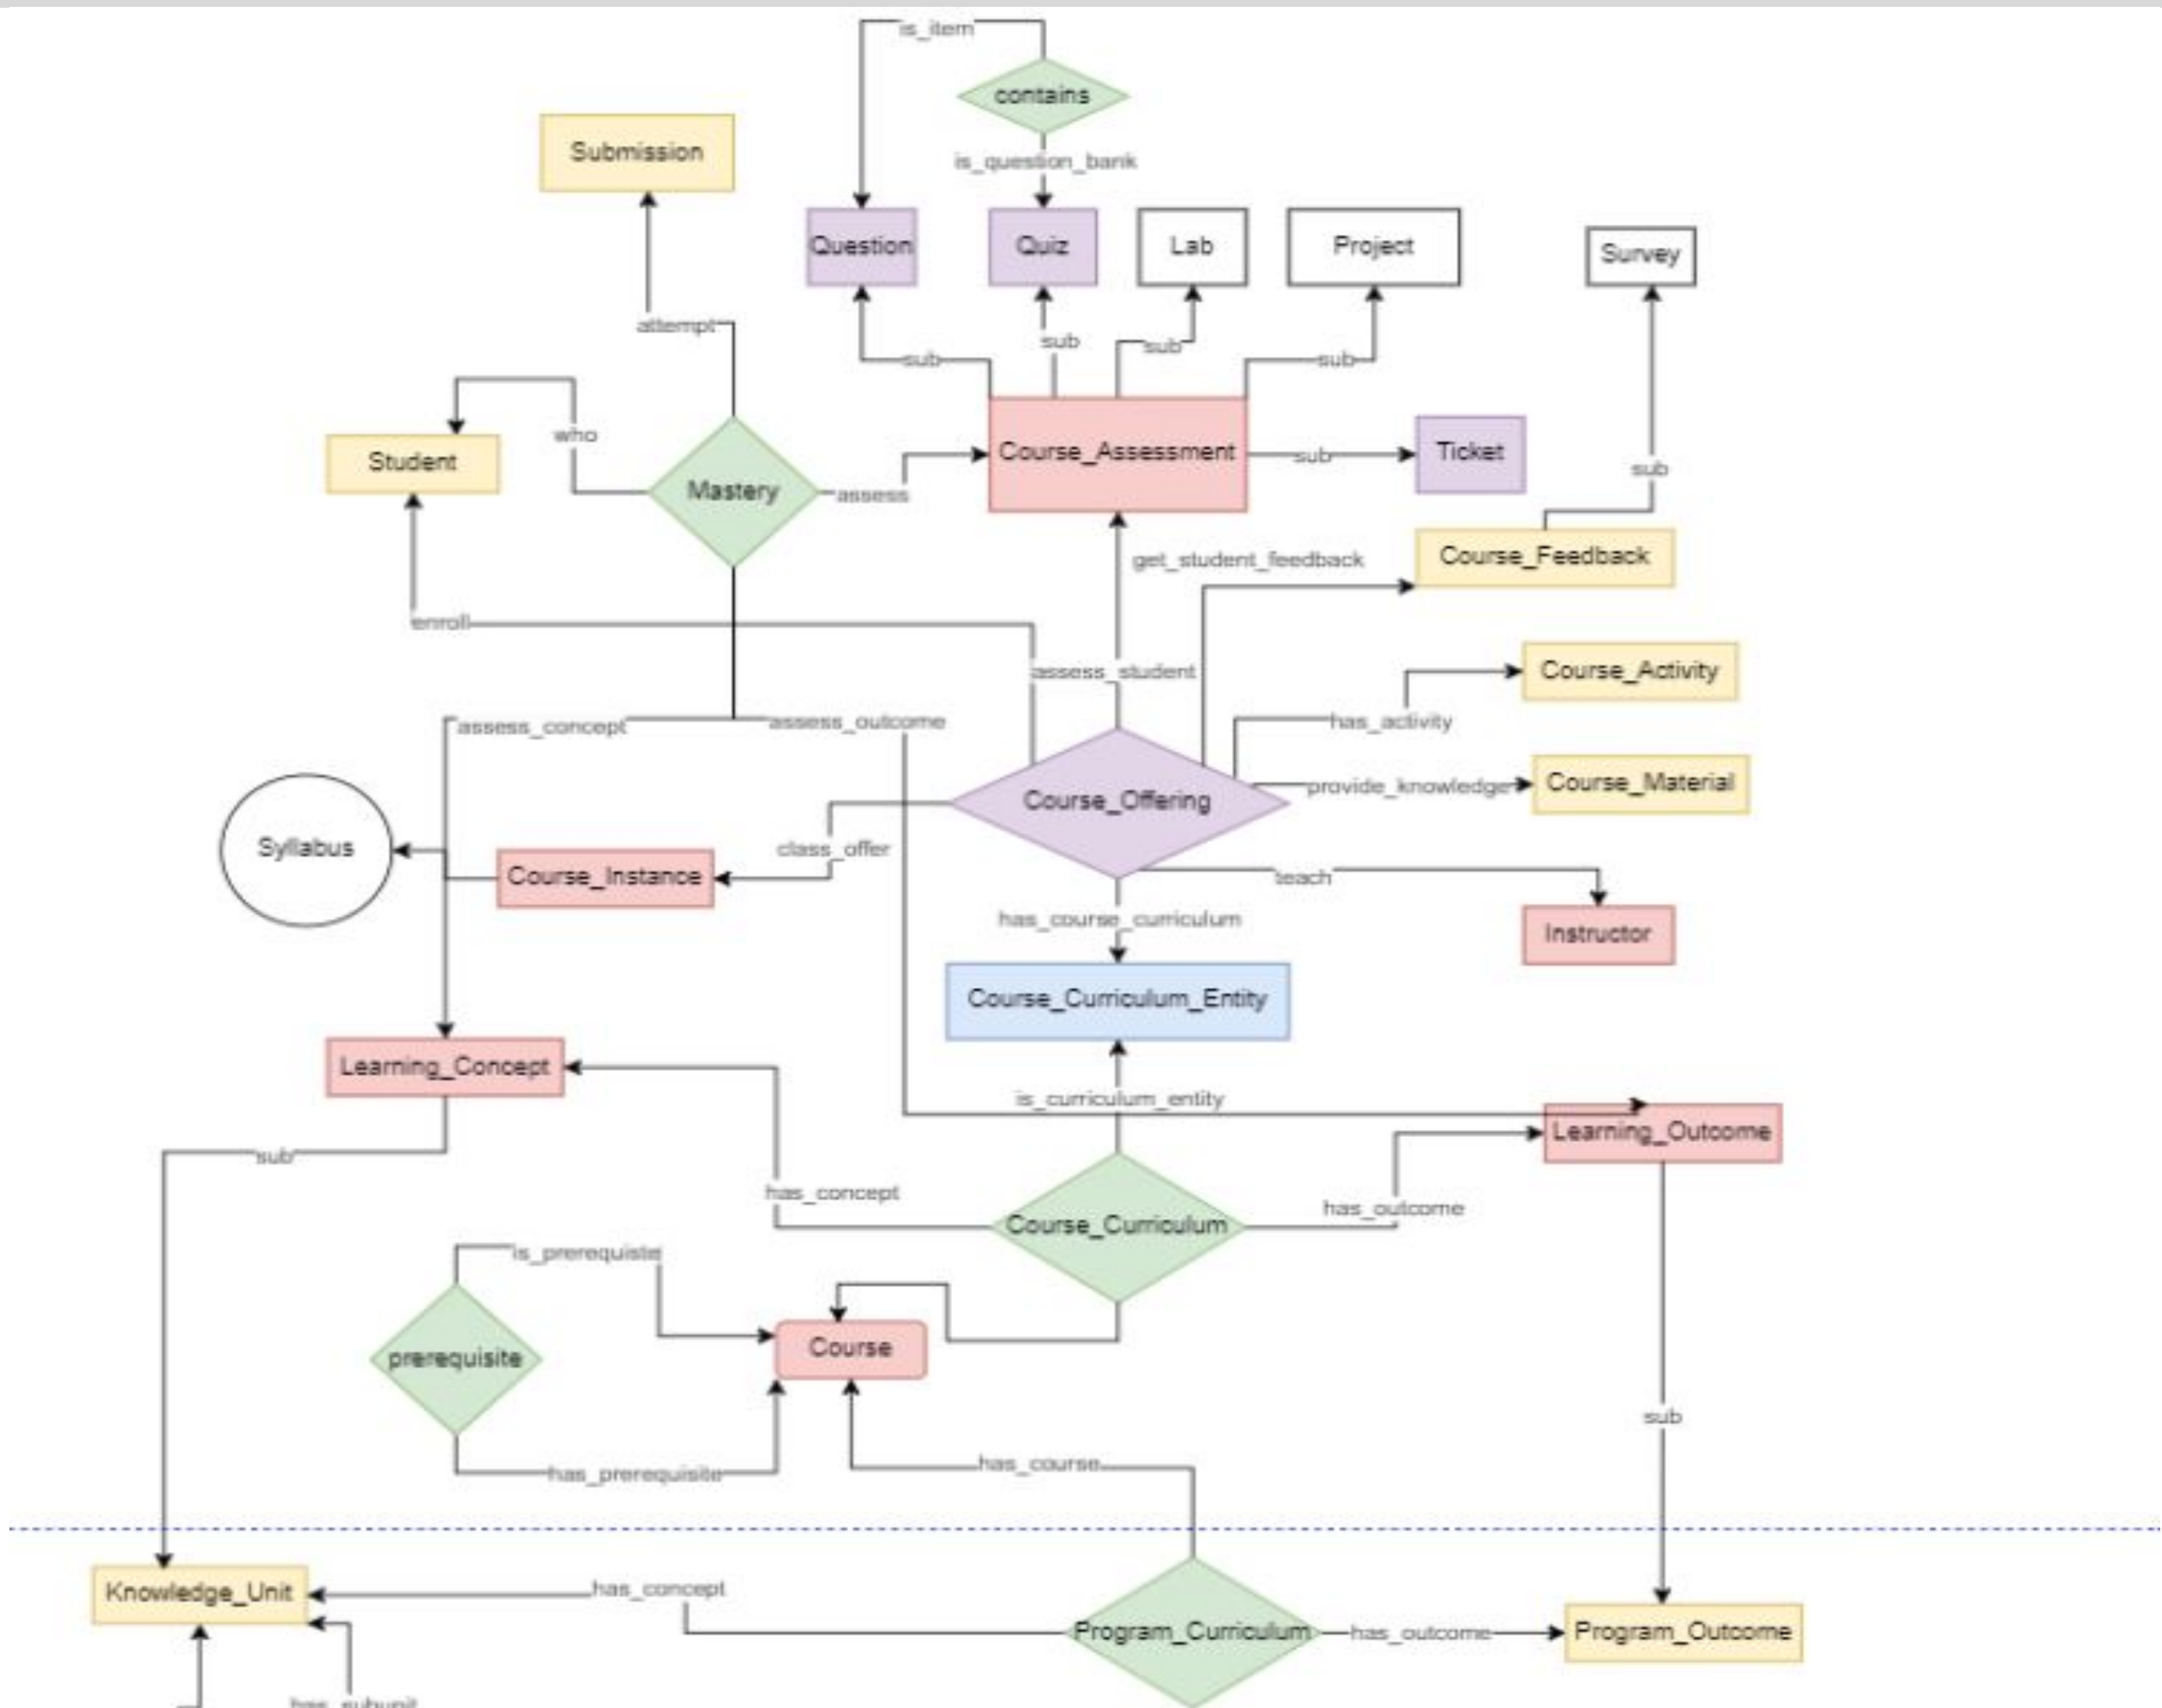 is_item
contains
Submission
is_question_bank
Question
Quiz
Lab
Project
Survey
attempt
sub
sub
sub
sub
who
Student
Mastery
assess
Course_Assessment
sub
Ticket
sub
get_student_feedback
Course_Feedback
enroll
assess_student
Course_Activity
assess_concept
assess_outcome
has_activity
Course_Offering
provide_knowledge
Course_Material
Syllabus
class_offer
Course_Instance
teach
has_course_curriculum
Instructor
Course_Curriculum_Entity
Learning_Concept
is_curriculum_entity
Learning_Outcome
sub
has_concept
has_outcome
Course_Curriculum
is_prerequiste
Course
prerequisite
sub
has_prerequisite
has_course
Knowledge_Unit
has_concept
Program_Curriculum
has_outcome
Program_Outcome
has_subunit